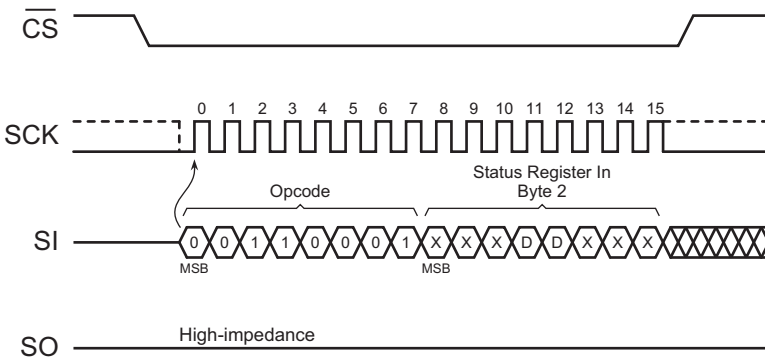 CS
0 1 2 3 4 5 6 7 8 9 10 11 12 13 14 15
SCK
Status Register In
Opcode
Byte 2
SI
0 0 1 1 0 0 0 1 X X X D D X X X
MSB
MSB
High-impedance
SO